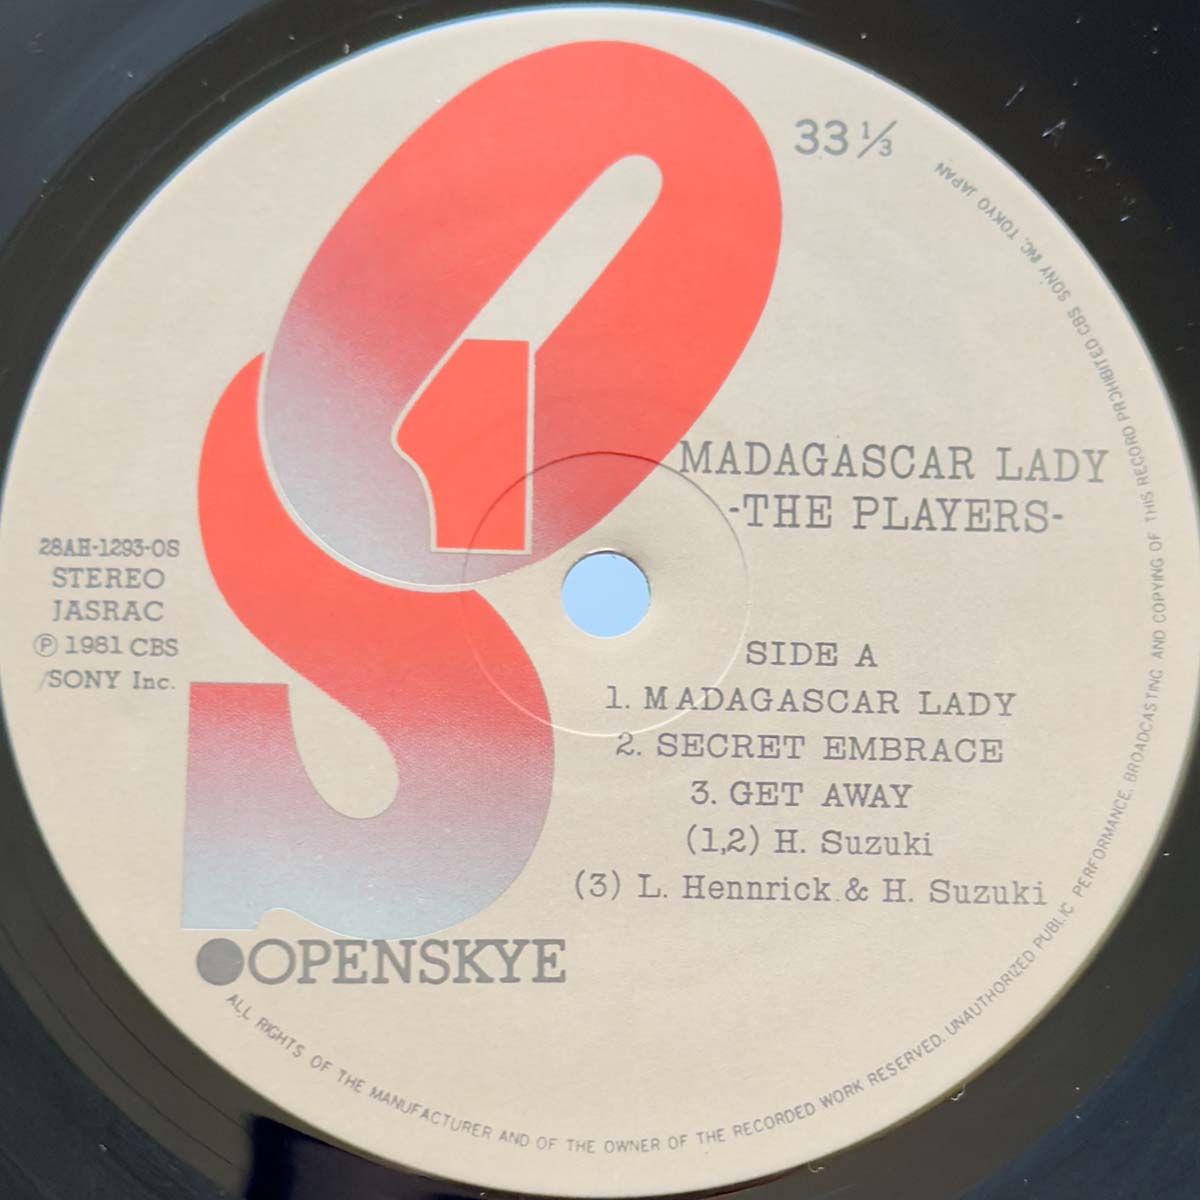 33 1/3
MADAGASCAR LADY
-THE PLAYERS-
28AH-1293-OS
STEREO
JASRAC
Ⓟ 1981 CBS
/SONY Inc.
SIDE A
1. MADAGASCAR LADY
2. SECRET EMBRACE
3. GET AWAY
(1,2) H. Suzuki
(3) L. Hennrick & H. Suzuki
●OPENSKYE
ALL RIGHTS OF THE MANUFACTURER AND OF THE OWNER OF THE RECORDED WORK RESERVED. UNAUTHORIZED PUBLIC PERFORMANCE. BROADCASTING AND COPYING OF THIS RECORD PROHIBITED CBS SONY INC. TOKYO JAPAN